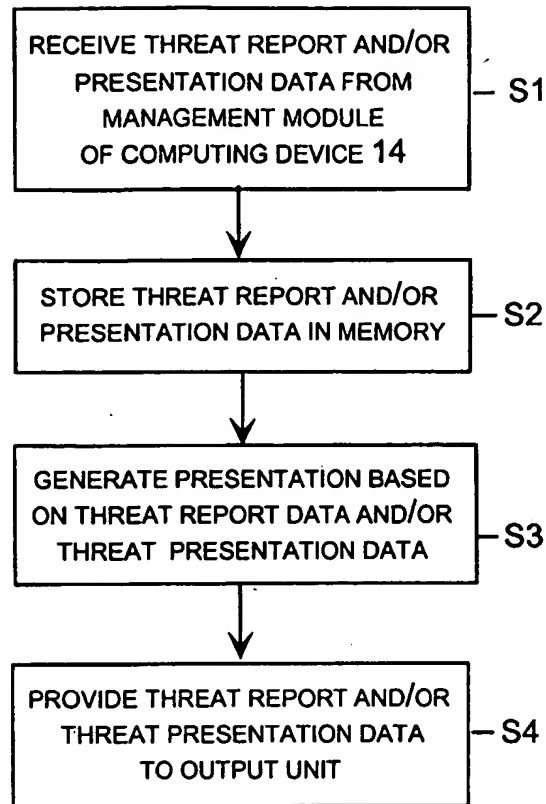 RECEIVE THREAT REPORT AND/OR
PRESENTATION DATA FROM
MANAGEMENT MODULE
OF COMPUTING DEVICE 14
S1
STORE THREAT REPORT AND/OR
PRESENTATION DATA IN MEMORY
S2
GENERATE PRESENTATION BASED
ON THREAT REPORT DATA AND/OR
THREAT PRESENTATION DATA
S3
PROVIDE THREAT REPORT AND/OR
THREAT PRESENTATION DATA
TO OUTPUT UNIT
S4